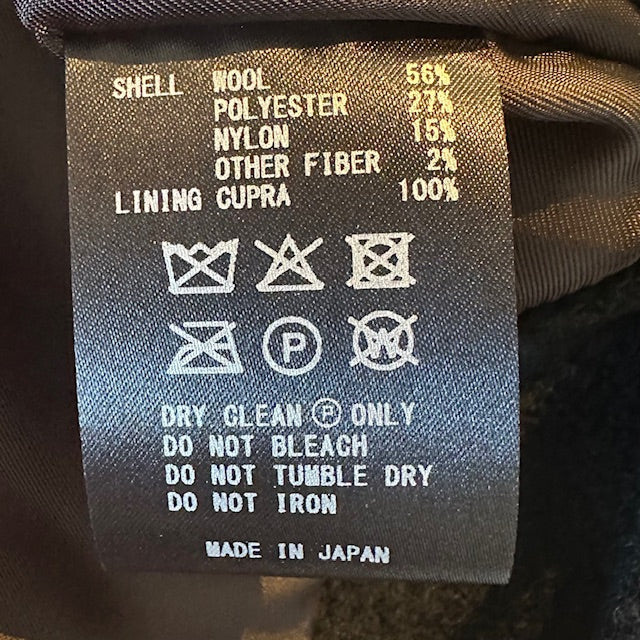 SHELL WOOL 56%
POLYESTER 27%
NYLON 15%
OTHER FIBER 2%
LINING CUPRA 100%
P W
DRY CLEAN Ⓟ ONLY
DO NOT BLEACH
DO NOT TUMBLE DRY
DO NOT IRON
MADE IN JAPAN